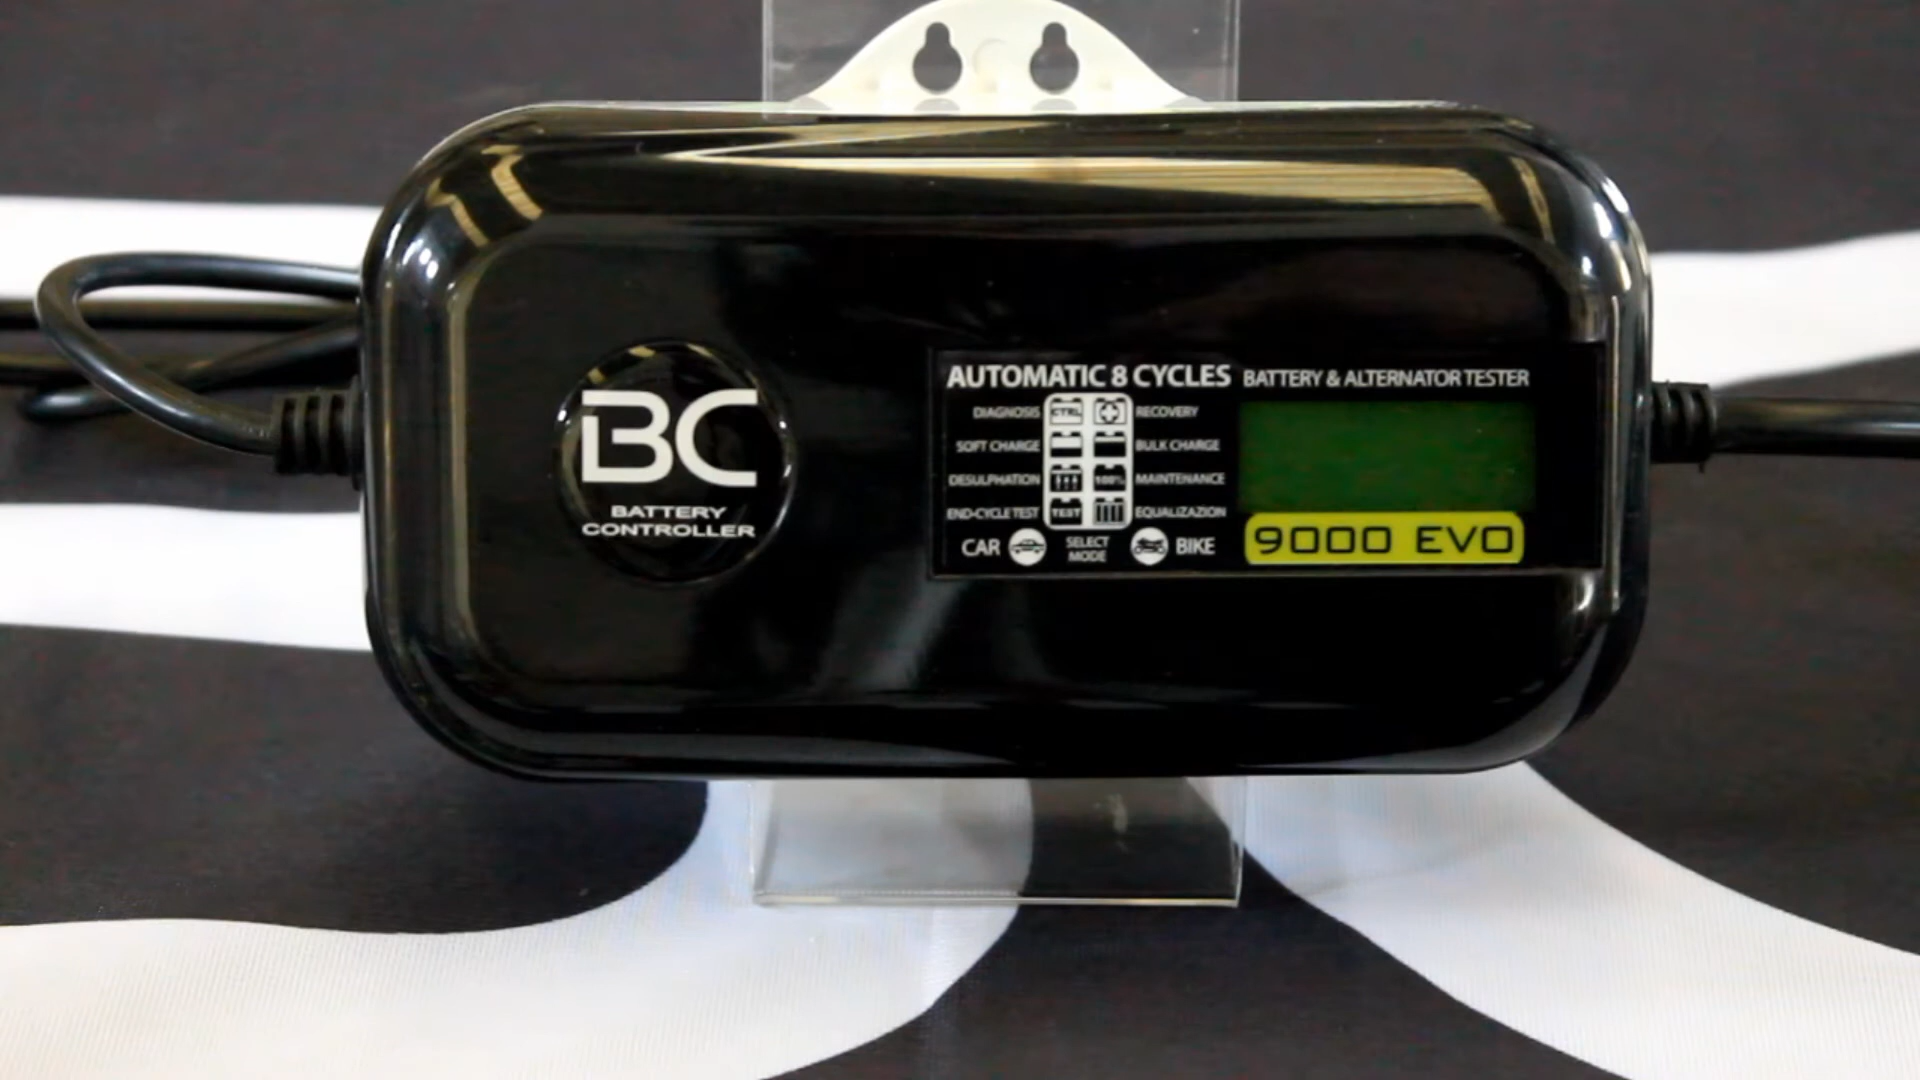 BC
BATTERY
CONTROLLER
AUTOMATIC 8 CYCLES
DIAGNOSIS CTRL RECOVERY
SOFT CHARGE BULK CHARGE
DESULPHATION 100% MAINTENANCE
END-CYCLE TEST TEST EQUALIZAZION
CAR SELECT MODE BIKE
BATTERY & ALTERNATOR TESTER
9000 EVO